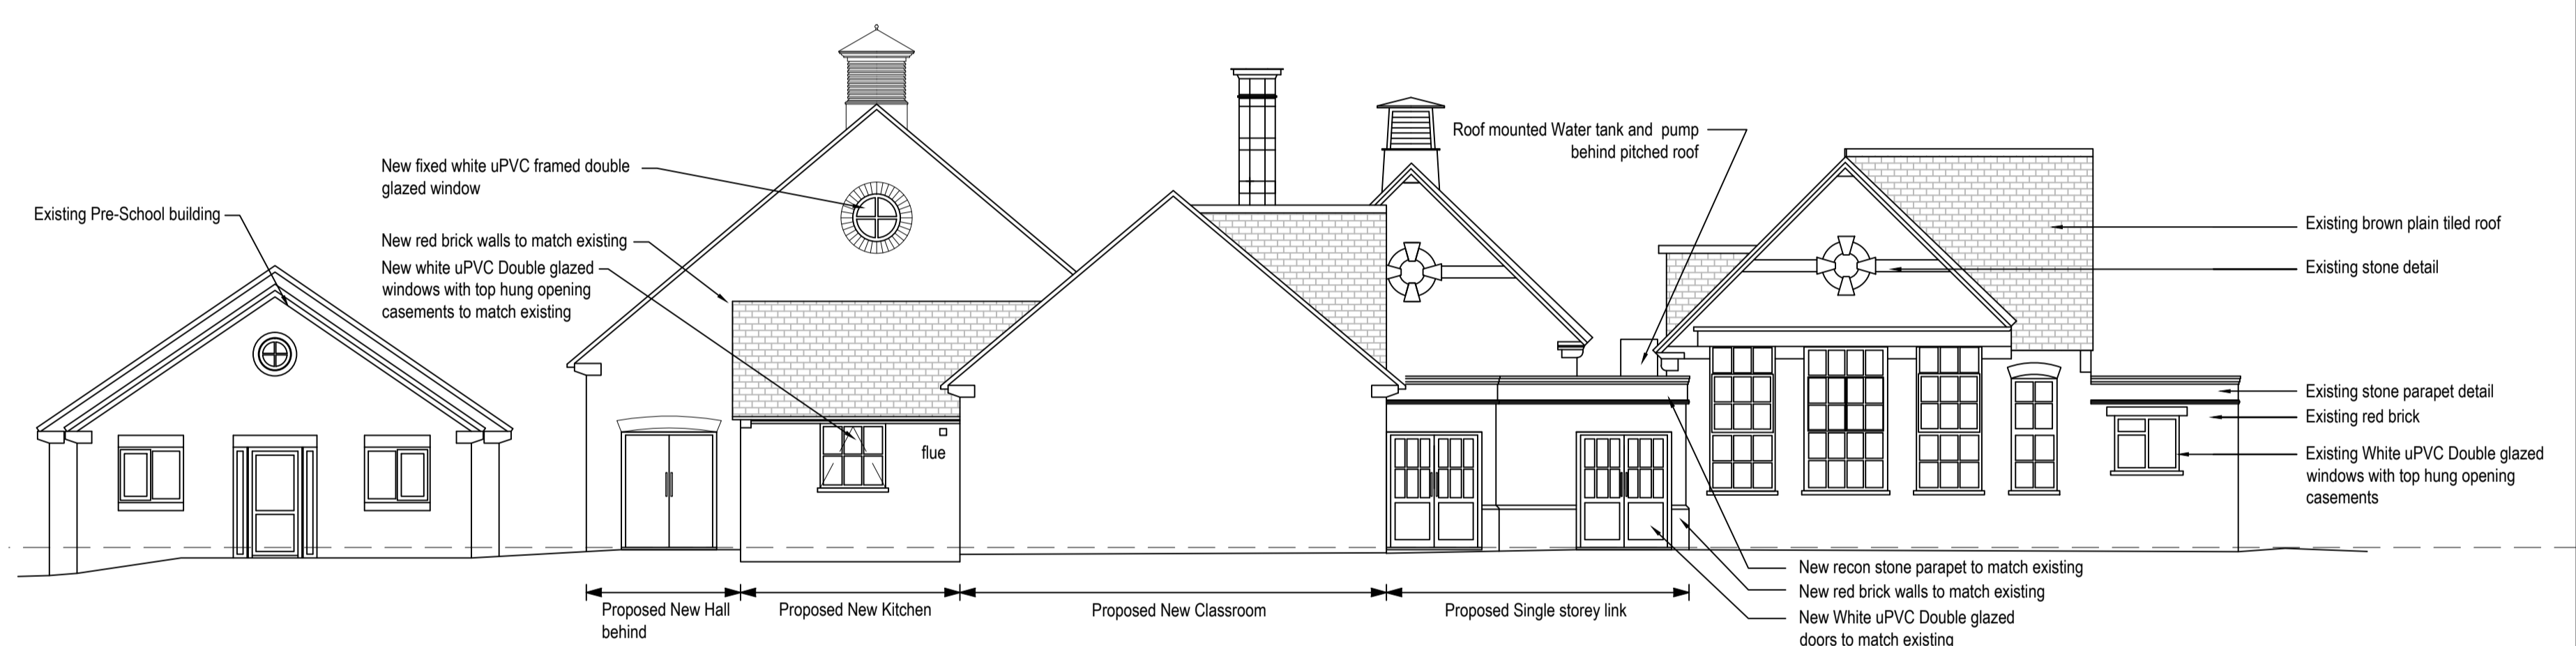 Existing Pre-School building
New fixed white uPVC framed double
glazed window
New red brick walls to match existing
New white uPVC Double glazed
windows with top hung opening
casements to match existing
flue
Roof mounted Water tank and pump
behind pitched roof
Existing brown plain tiled roof
Existing stone detail
Existing stone parapet detail
Existing red brick
Existing White uPVC Double glazed
windows with top hung opening
casements
Proposed New Hall
behind
Proposed New Kitchen
Proposed New Classroom
Proposed Single storey link
New recon stone parapet to match existing
New red brick walls to match existing
New White uPVC Double glazed
doors to match existing